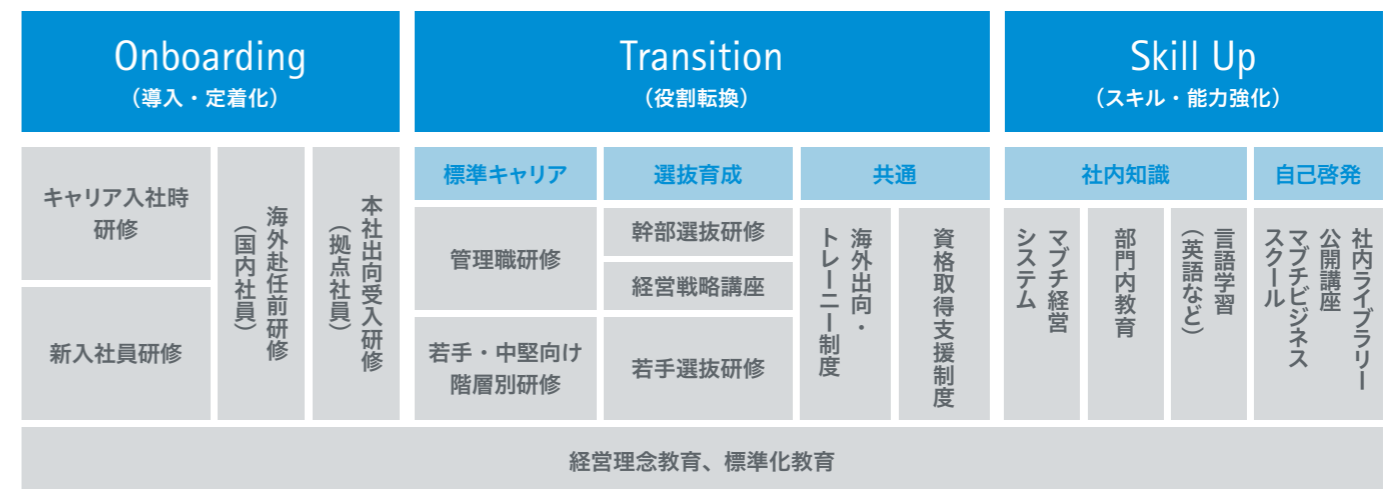 Onboarding
（導入・定着化）
Transition
（役割転換）
Skill Up
（スキル・能力強化）
キャリア入社時
研修
新入社員研修
海外赴任前研修
（国内社員）
本社出向受入研修
（拠点社員）
標準キャリア
管理職研修
若手・中堅向け
階層別研修
選抜育成
幹部選抜研修
経営戦略講座
若手選抜研修
共通
海外出向・
トレーニー制度
資格取得支援制度
社内知識
マブチ経営
システム
部門内教育
言語学習
（英語など）
自己啓発
社内ライブラリー
公開講座
マブチビジネス
スクール
経営理念教育、標準化教育